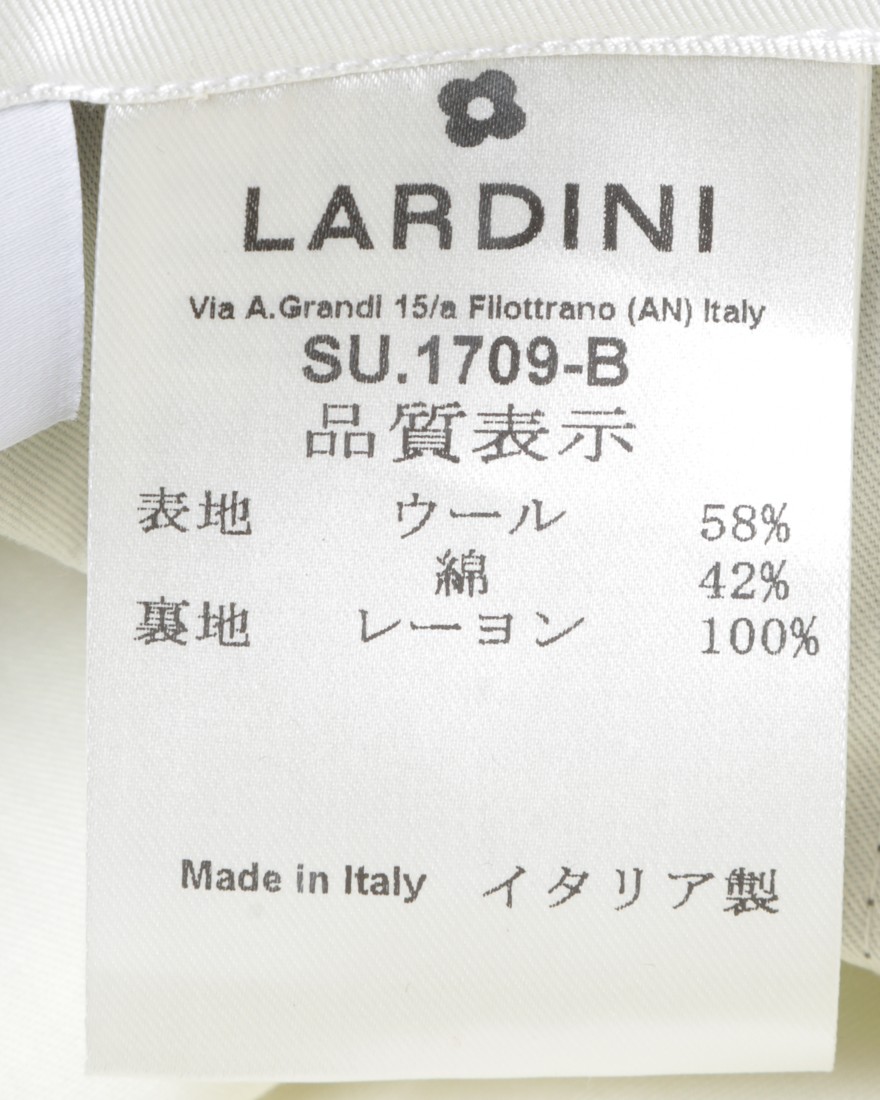 LARDINI
Via A.Grandi 15/a Filottrano (AN) Italy
SU.1709-B
品質表示
表地 ウール 58%
綿 42%
裏地 レーヨン 100%
Made in Italy イタリア製